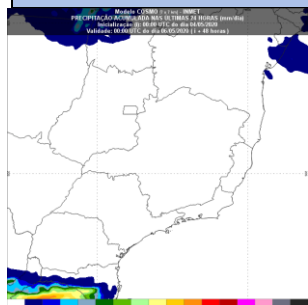 Modelo COSMO (7x7 km) - INMET
PRECIPITAÇÃO ACUMULADA NAS ÚLTIMAS 24 HORAS (mm/dia)
Inicialização: 00:00 UTC do dia 04/05/2020
Validade: 00:00 UTC do dia 06/05/2020 (t + 48 horas)